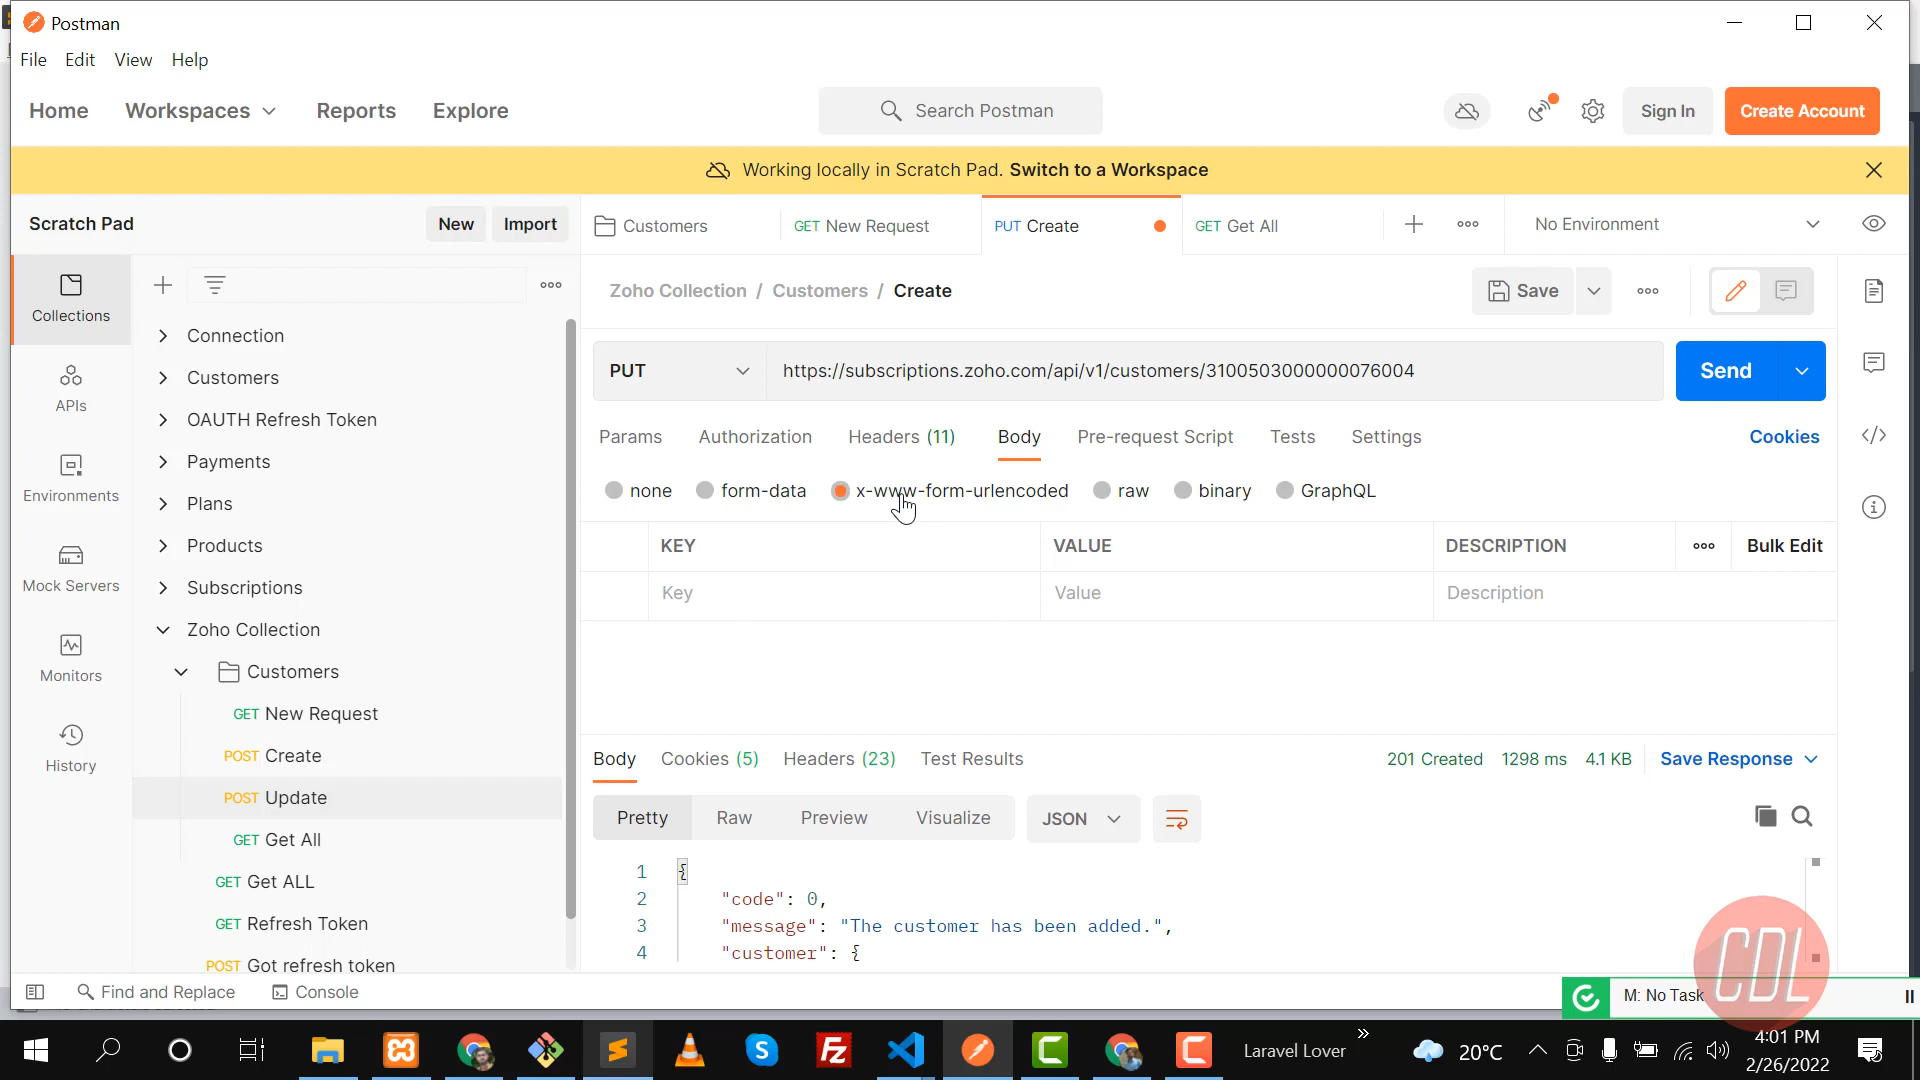 Postman
File Edit View Help
Home Workspaces Reports Explore
Search Postman
Sign In
Create Account
Working locally in Scratch Pad. Switch to a Workspace
Scratch Pad
New
Import
Customers
GET New Request
PUT Create
GET Get All
No Environment
Zoho Collection / Customers / Create
Save
PUT
https://subscriptions.zoho.com/api/v1/customers/3100503000000076004
Send
Params Authorization Headers (11) Body Pre-request Script Tests Settings
Cookies
none form-data x-www-form-urlencoded raw binary GraphQL
KEY VALUE DESCRIPTION Bulk Edit
Key Value Description
Collections
APIs
Environments
Mock Servers
Monitors
History
Connection
Customers
OAUTH Refresh Token
Payments
Plans
Products
Subscriptions
Zoho Collection
Customers
GET New Request
POST Create
POST Update
GET Get All
GET Get ALL
GET Refresh Token
POST Got refresh token
Body Cookies (5) Headers (23) Test Results
201 Created 1298 ms 4.1 KB Save Response
Pretty Raw Preview Visualize JSON
1 {
2 "code": 0,
3 "message": "The customer has been added.",
4 "customer": {
Find and Replace Console
M: No Task
CDL
Laravel Lover
20°C
4:01 PM
2/26/2022